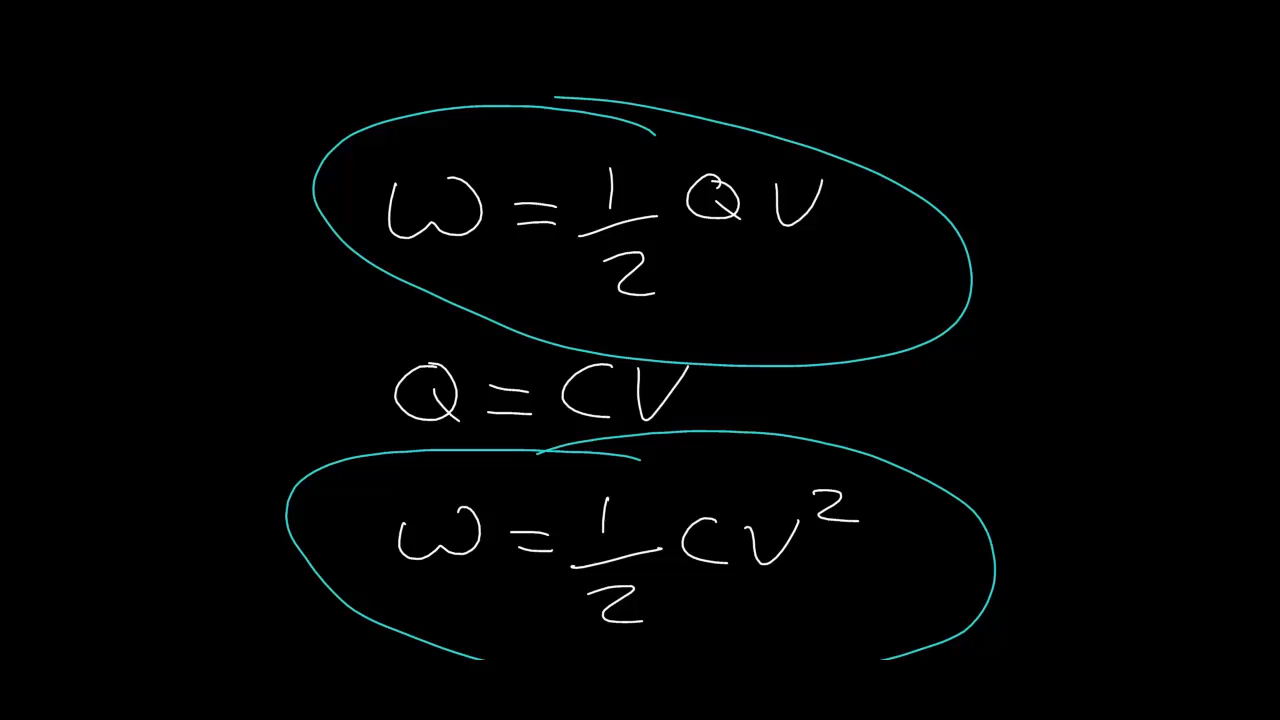 W = 1/2 QV
Q = CV
W = 1/2 CV²